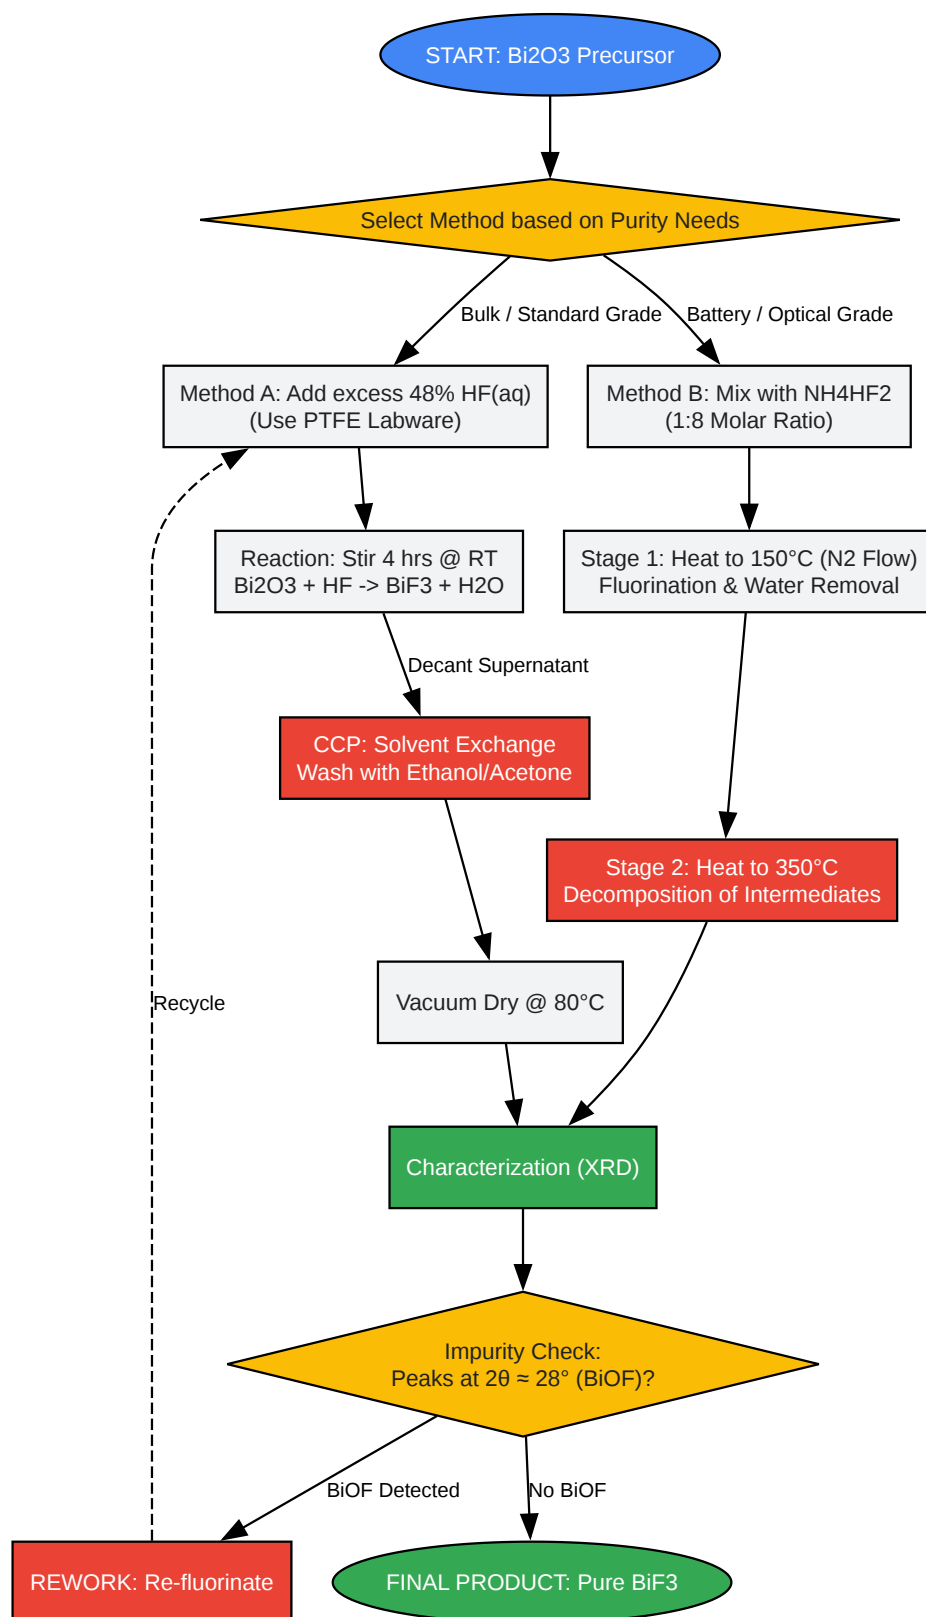 START: Bi2O3 Precursor
Select Method based on Purity Needs
Bulk / Standard Grade
Battery / Optical Grade
Method A: Add excess 48% HF(aq)
(Use PTFE Labware)
Method B: Mix with NH4HF2
(1:8 Molar Ratio)
Reaction: Stir 4 hrs @ RT
Bi2O3 + HF -> BiF3 + H2O
Stage 1: Heat to 150°C (N2 Flow)
Fluorination & Water Removal
Decant Supernatant
CCP: Solvent Exchange
Wash with Ethanol/Acetone
Stage 2: Heat to 350°C
Decomposition of Intermediates
Vacuum Dry @ 80°C
Recycle
Characterization (XRD)
Impurity Check:
Peaks at 2θ ≈ 28° (BiOF)?
BiOF Detected
No BiOF
REWORK: Re-fluorinate
FINAL PRODUCT: Pure BiF3